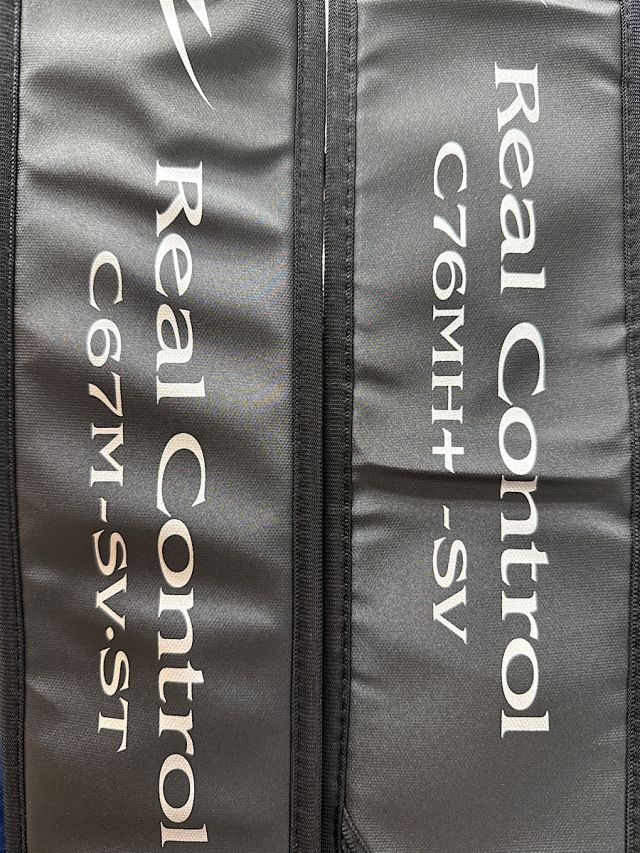 Real Control
C67M-SV·ST
Real Control
C76MH+-SV